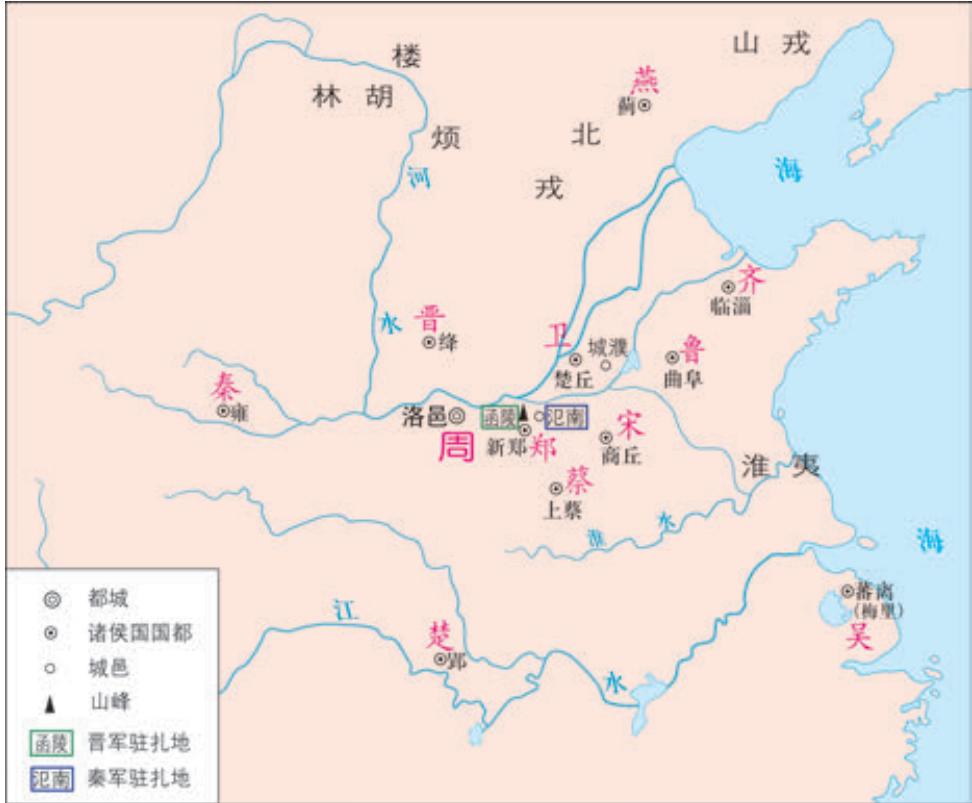 山戎
楼
林胡
烦
燕
蓟
北
戎
河
水
海
齐
临淄
晋
绛
卫
楚丘
城濮
鲁
曲阜
秦
雍
洛邑
周
函陵
氾南
新郑
郑
宋
商丘
蔡
上蔡
淮夷
淮水
海
蕃离
(梅里)
吴
江
水
楚
郢
都城
诸侯国国都
城邑
山峰
函陵 晋军驻扎地
氾南 秦军驻扎地